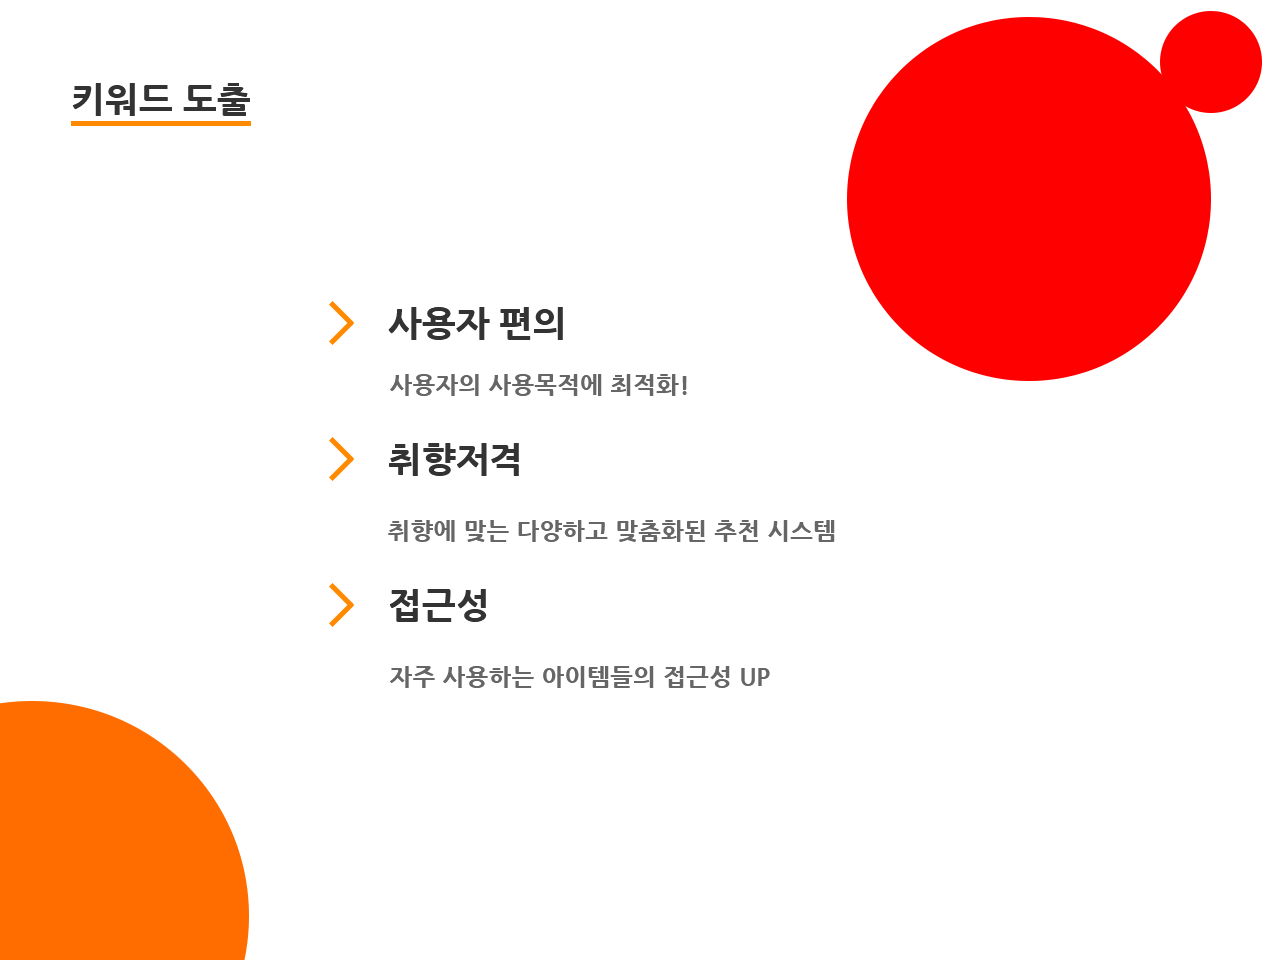 키워드 도출
사용자 편의
사용자의 사용목적에 최적화!
취향저격
취향에 맞는 다양하고 맞춤화된 추천 시스템
접근성
자주 사용하는 아이템들의 접근성 UP